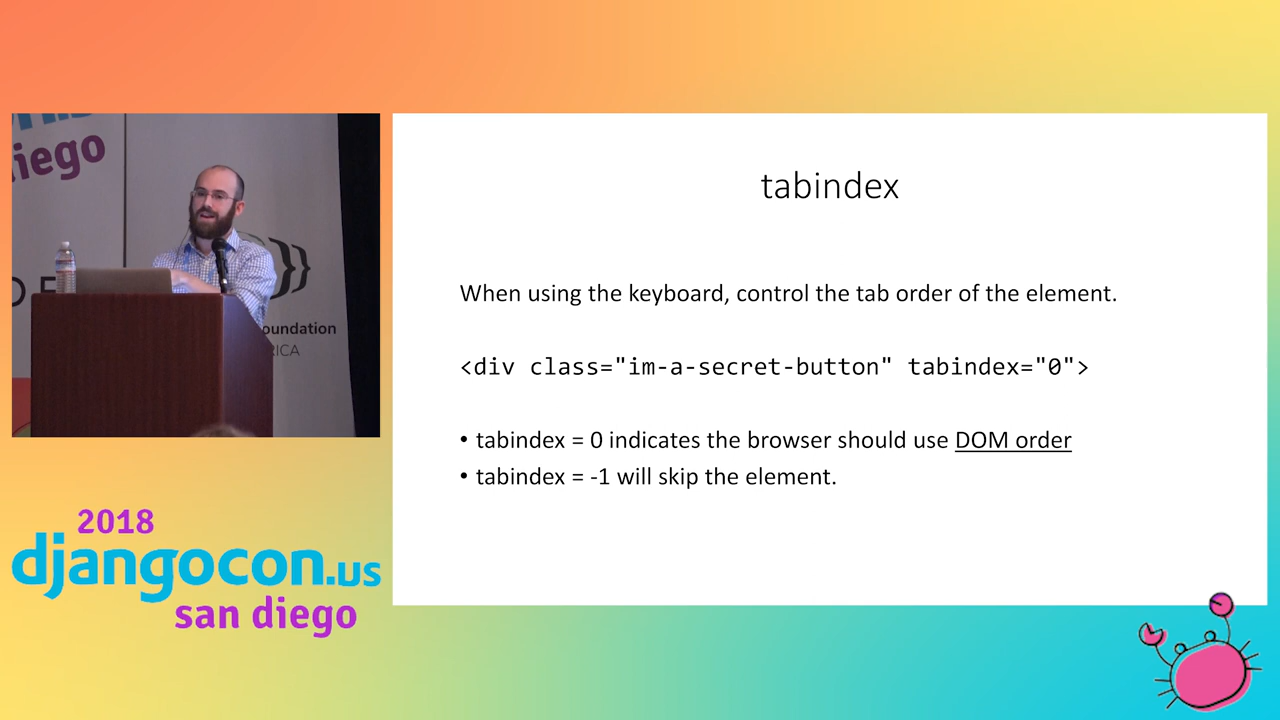 tabindex
When using the keyboard, control the tab order of the element.
<div class="im-a-secret-button" tabindex="0">
• tabindex = 0 indicates the browser should use DOM order
• tabindex = -1 will skip the element.
diego
oundation
RICA
2018
djangocon.us
san diego